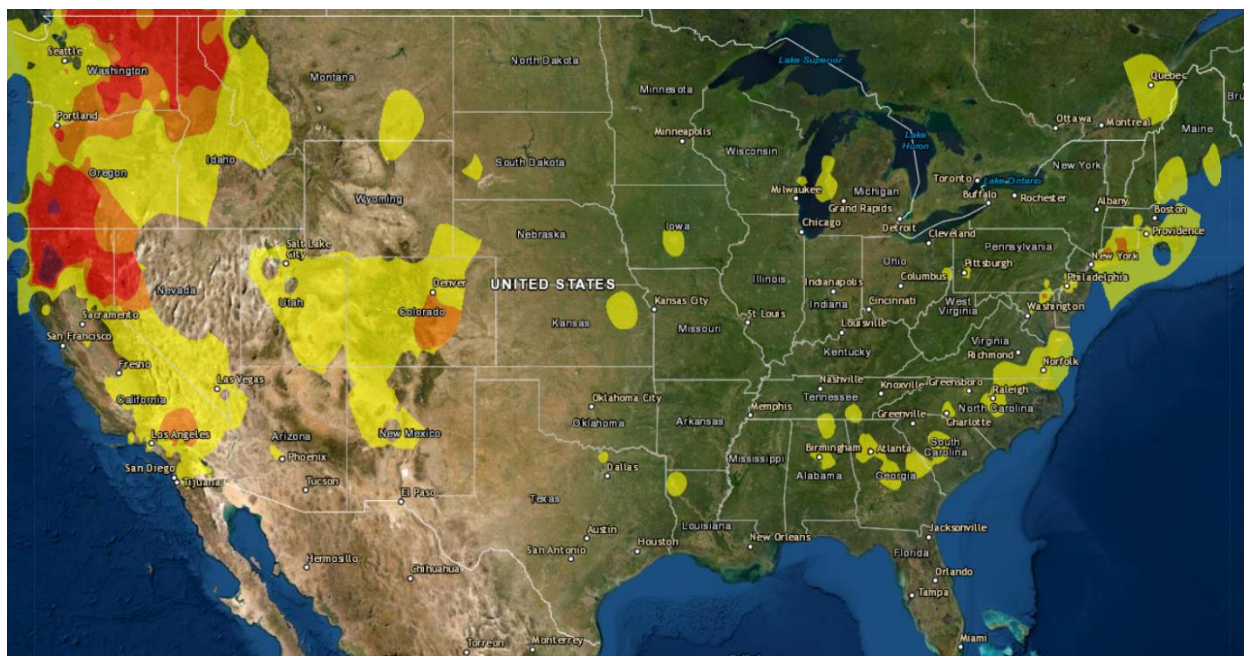 Seattle
Washington
Portland
Oregon
Idaho
Montana
Wyoming
North Dakota
South Dakota
Nebraska
Minnesota
Minneapolis
Wisconsin
Lake Superior
Lake
Huron
Michigan
Milwaukee
Grand Rapids
Chicago
Detroit
Toronto
Lake Ontario
Buffalo
Rochester
Ottawa
Montreal
Quebec
Maine
Bru
New York
Albany
Boston
Providence
New York
Pennsylvania
Philadelphia
Pittsburgh
Cleveland
Ohio
Columbus
Iowa
Illinois
Indianapolis
Indiana
Cincinnati
Louisville
West
Virginia
Washington
Virginia
Richmond
Norfolk
Salt Lake
City
Nevada
Utah
Denver
Colorado
UNITED STATES
Kansas
Kansas City
Missouri
St Louis
Kentucky
Sacramento
San Francisco
Fresno
California
Las Vegas
Los Angeles
San Diego
Tijuana
Arizona
Phoenix
Tucson
New Mexico
El Paso
Oklahoma City
Oklahoma
Arkansas
Memphis
Nashville
Tennessee
Knoxville
Greensboro
Raleigh
North Carolina
Greenville
Charlotte
South
Carolina
Birmingham
Alabama
Atlanta
Georgia
Mississippi
Dallas
Texas
Austin
San Antonio
Houston
Louisiana
New Orleans
Jacksonville
Florida
Orlando
Tampa
Miami
Hermosillo
Chihuahua
Torreon
Monterrey